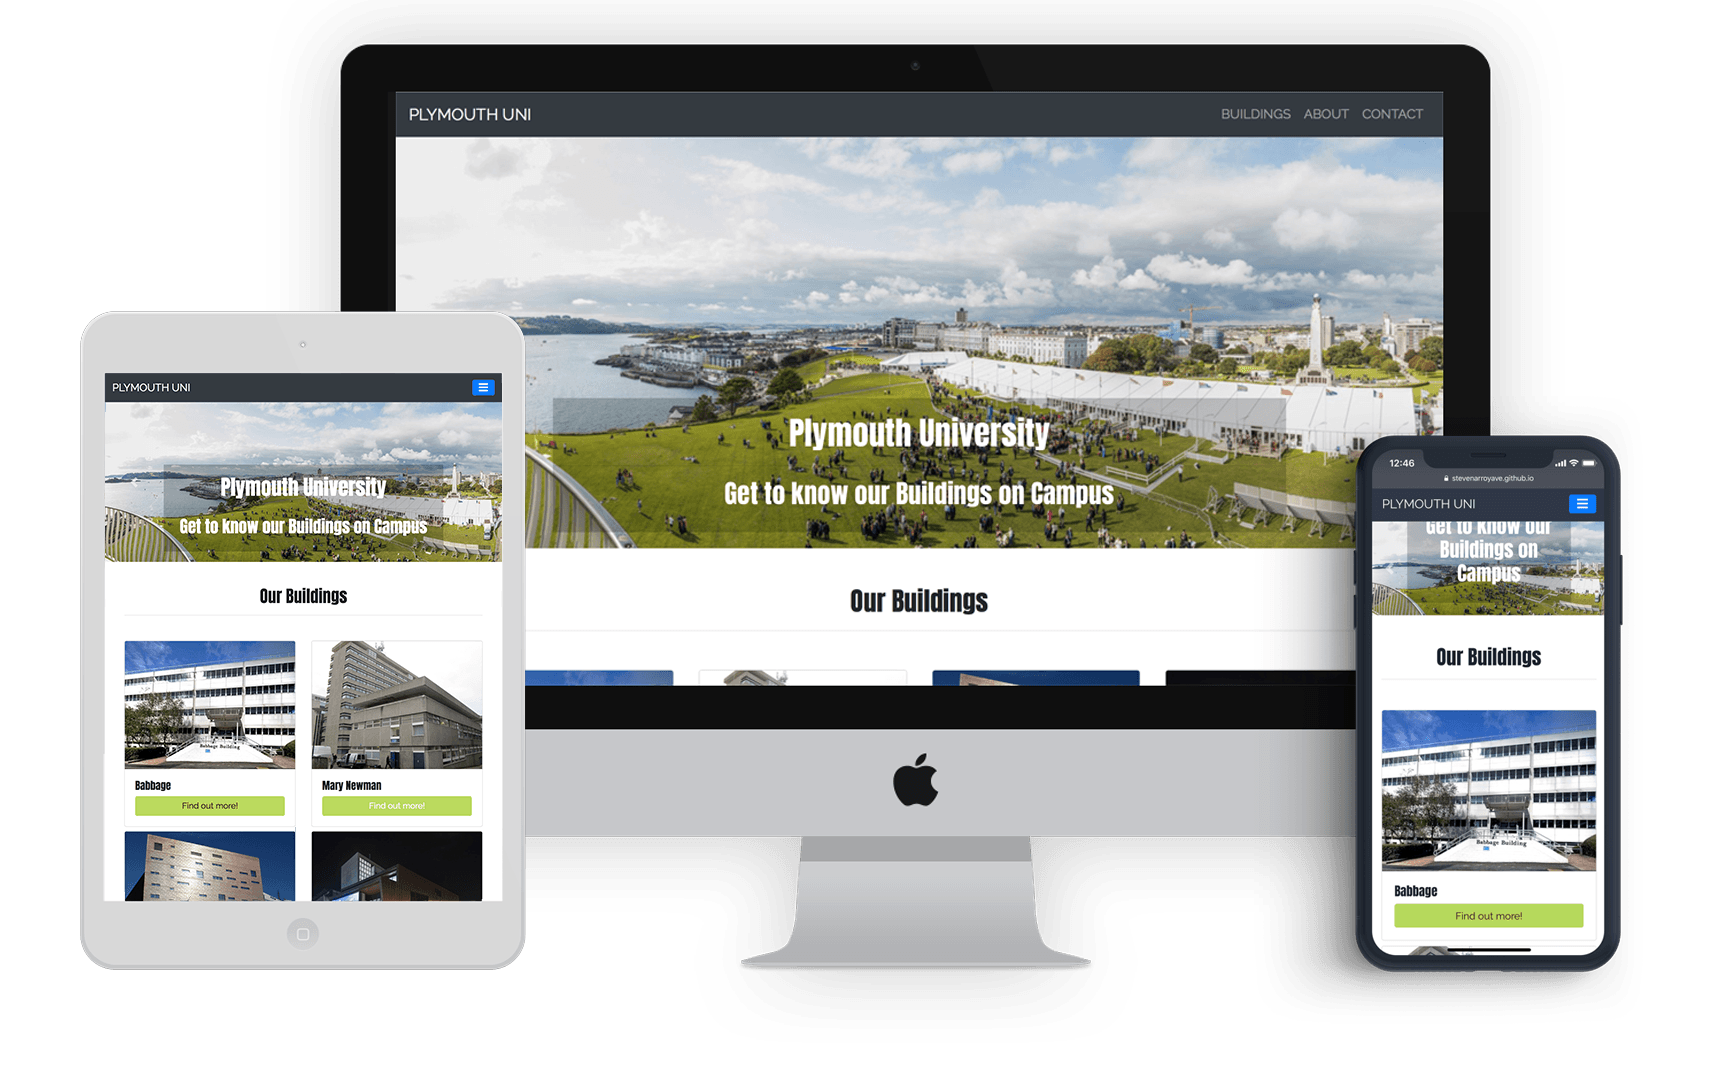 PLYMOUTH UNI
BUILDINGS ABOUT CONTACT
Plymouth University
Get to know our Buildings on Campus
Our Buildings
PLYMOUTH UNI
Plymouth University
Get to know our Buildings on Campus
Our Buildings
Babbage Building
Babbage
Find out more!
Mary Newman
Find out more!
12:46
stevenarroyave.github.io
PLYMOUTH UNI
Get to know our
Buildings on
Campus
Our Buildings
Babbage Building
Babbage
Find out more!